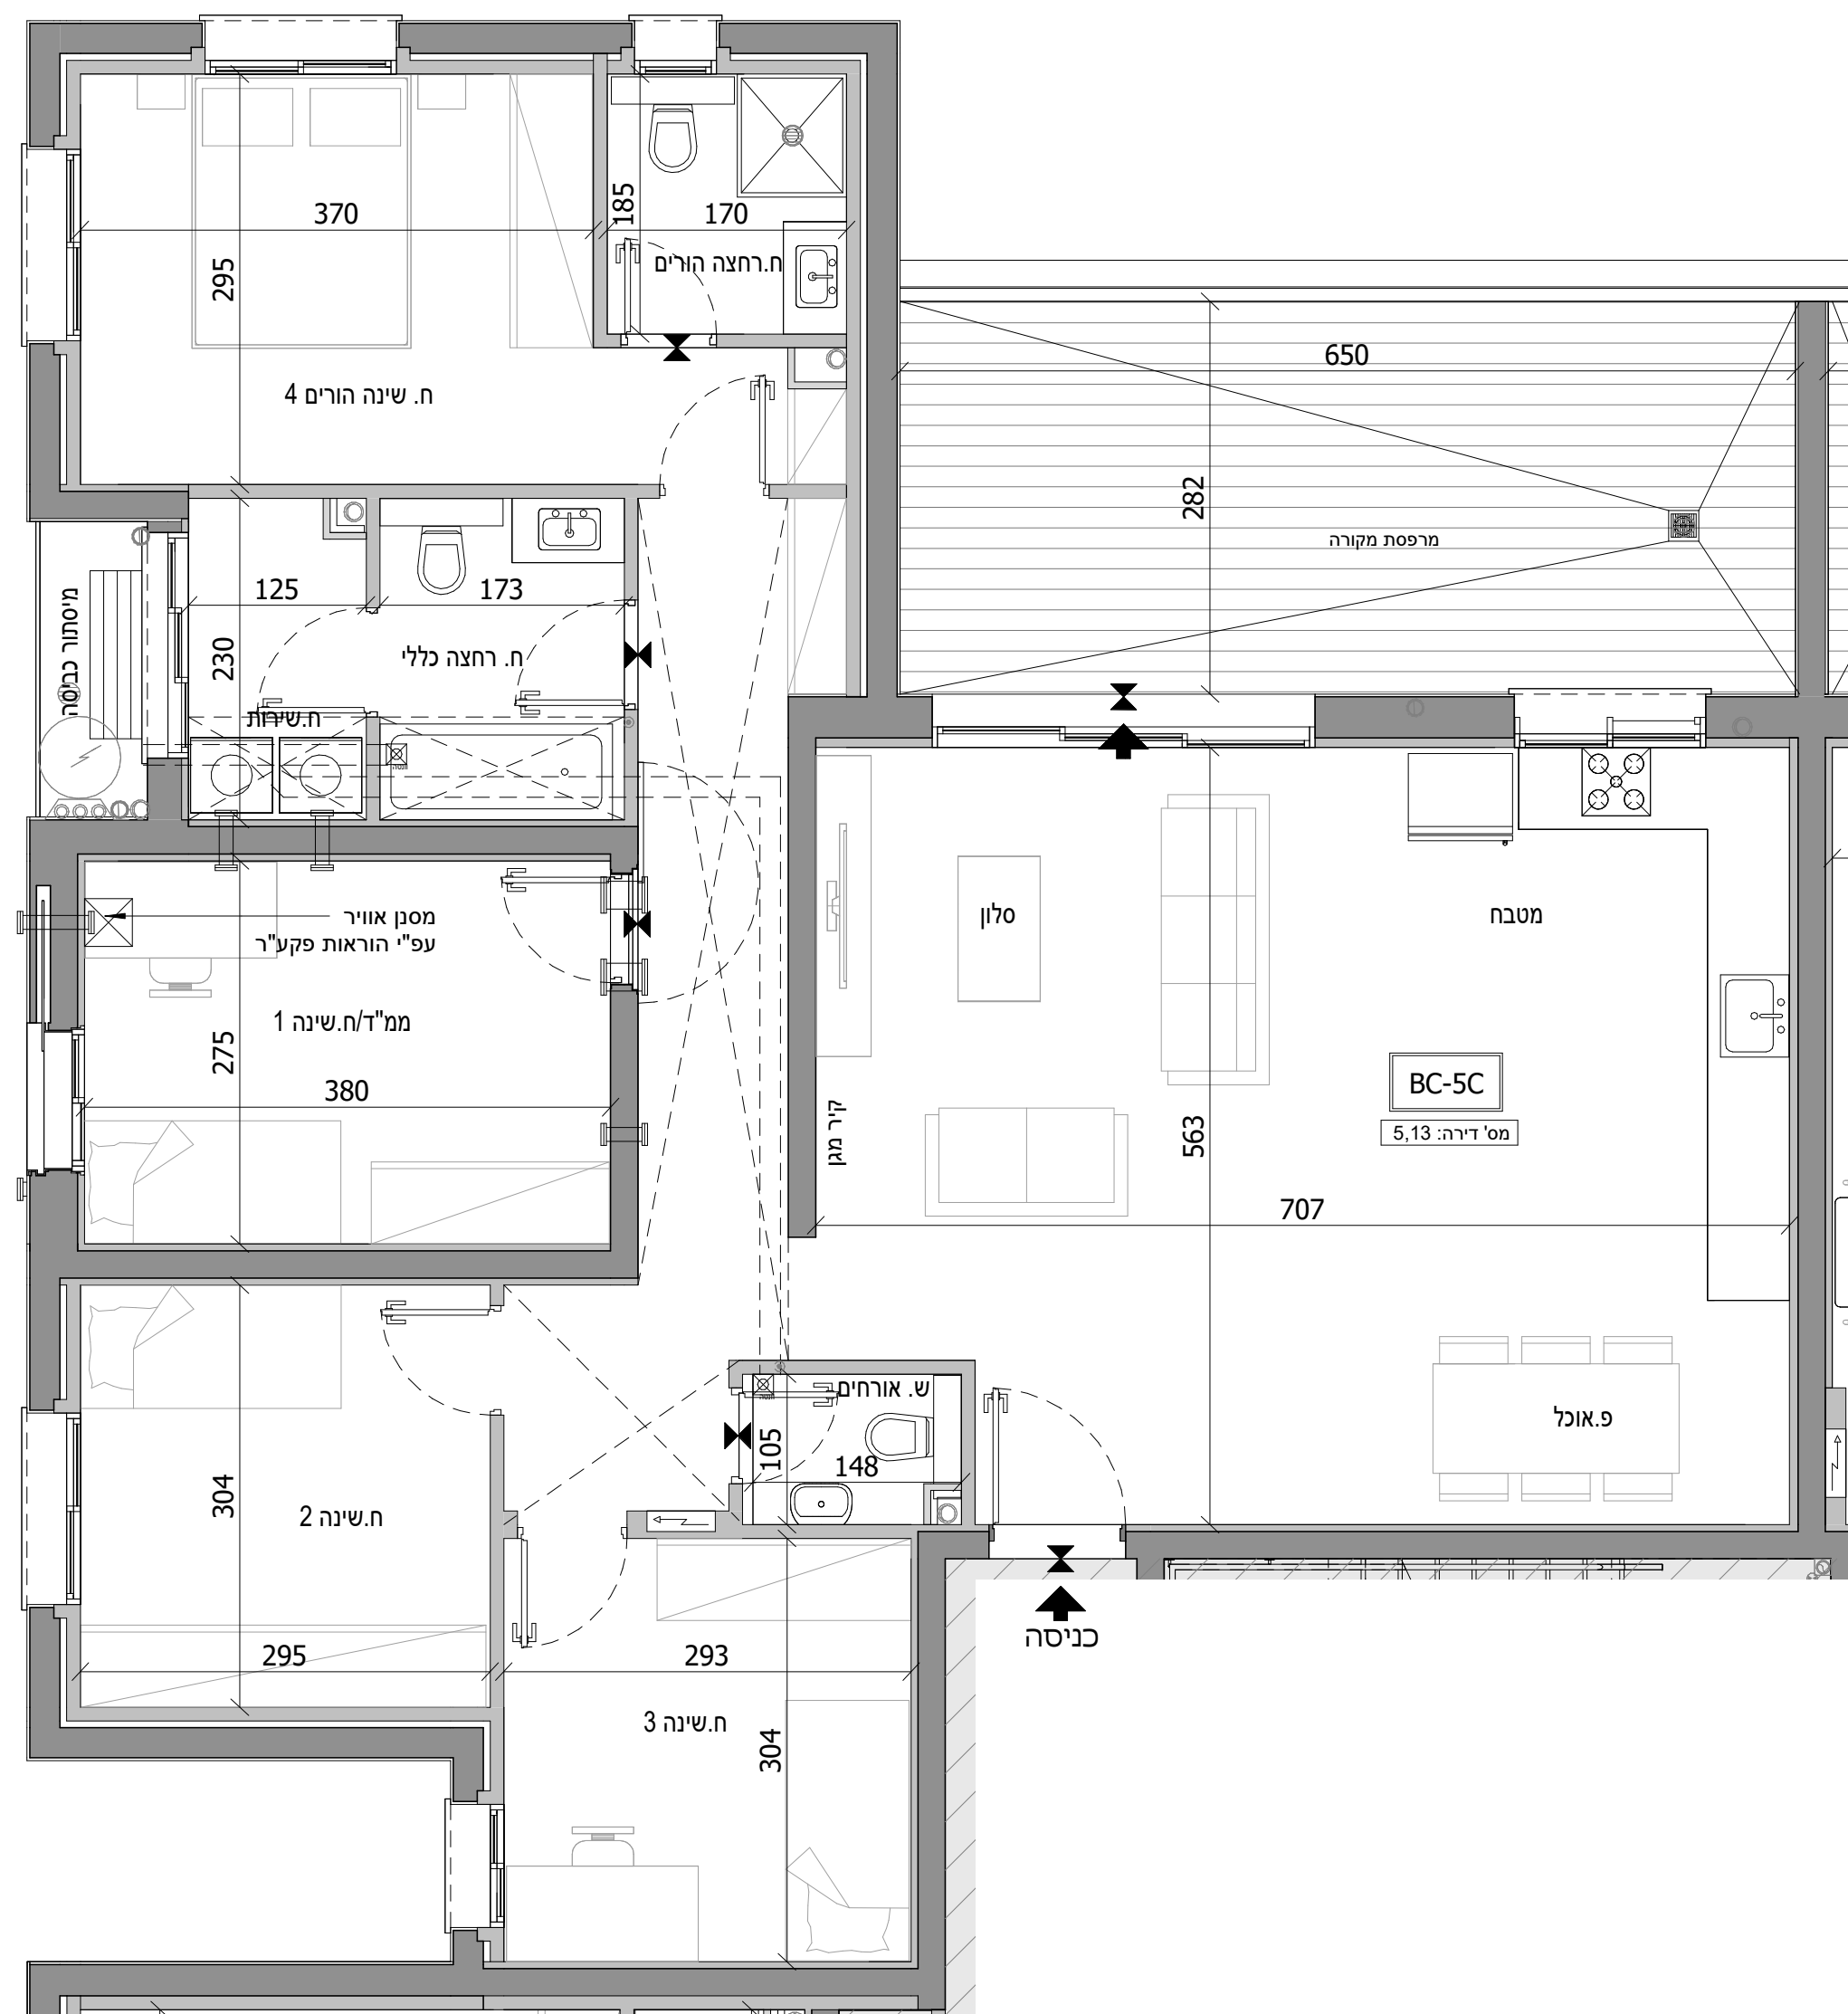 370
185
170
295
ח.רחצה הורים
650
ח. שינה הורים 4
282
מרפסת מקורה
125
173
מיסתור כביסה
230
ח. רחצה כללי
ח.שירות
מסנן אוויר
עפ"י הוראות פקע"ר
סלון
מטבח
ממ"ד/ח.שינה 1
275
380
BC-5C
מס' דירה: 5,13
קיר מגן
563
707
ש. אורחים
105
148
פ.אוכל
304
ח.שינה 2
כניסה
295
293
ח.שינה 3
304